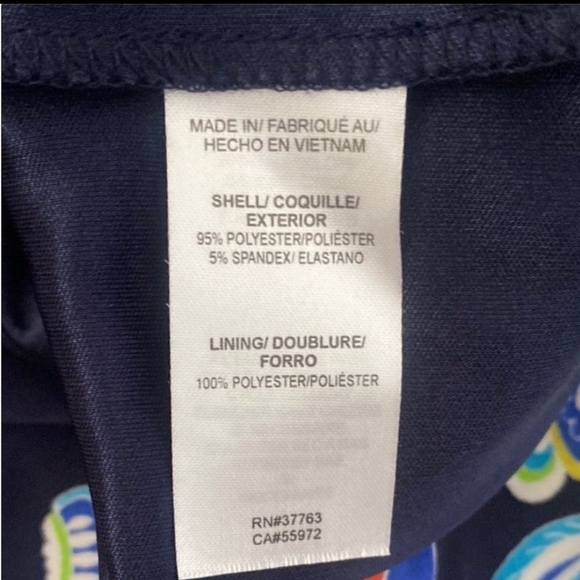 MADE IN/ FABRIQUÉ AU/
HECHO EN VIETNAM
SHELL/ COQUILLE/
EXTERIOR
95% POLYESTER/POLIÉSTER
5% SPANDEX/ ELASTANO
LINING/ DOUBLURE/
FORRO
100% POLYESTER/POLIÉSTER
RN#37763
CA#55972